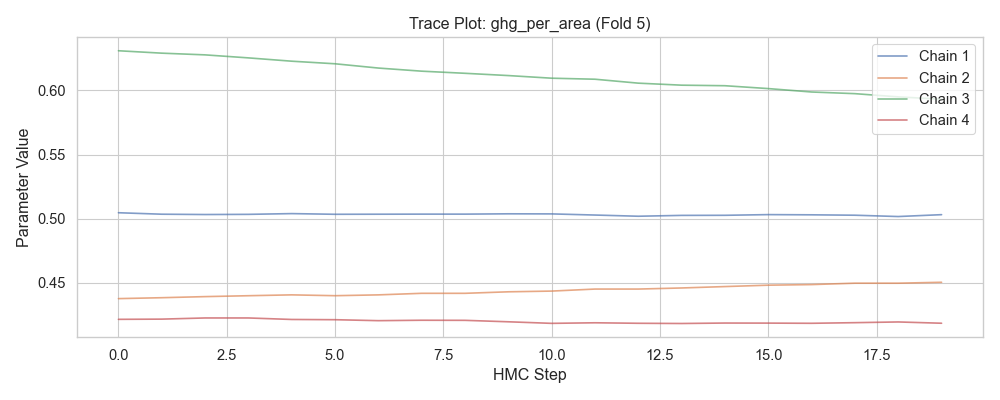 Trace Plot: ghg_per_area (Fold 5)
Parameter Value
0.60
0.55
0.50
0.45
Chain 1
Chain 2
Chain 3
Chain 4
0.0 2.5 5.0 7.5 10.0 12.5 15.0 17.5
HMC Step